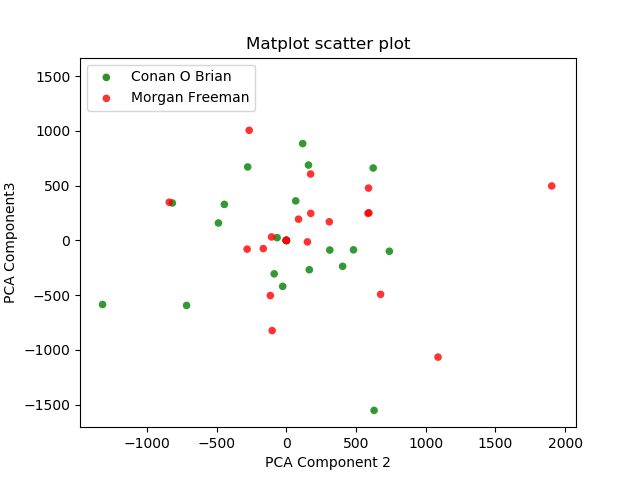 Matplot scatter plot
Conan O Brian
Morgan Freeman
PCA Component3
1500
1000
500
0
−500
−1000
−1500
−1000
−500
0
500
1000
1500
2000
PCA Component 2